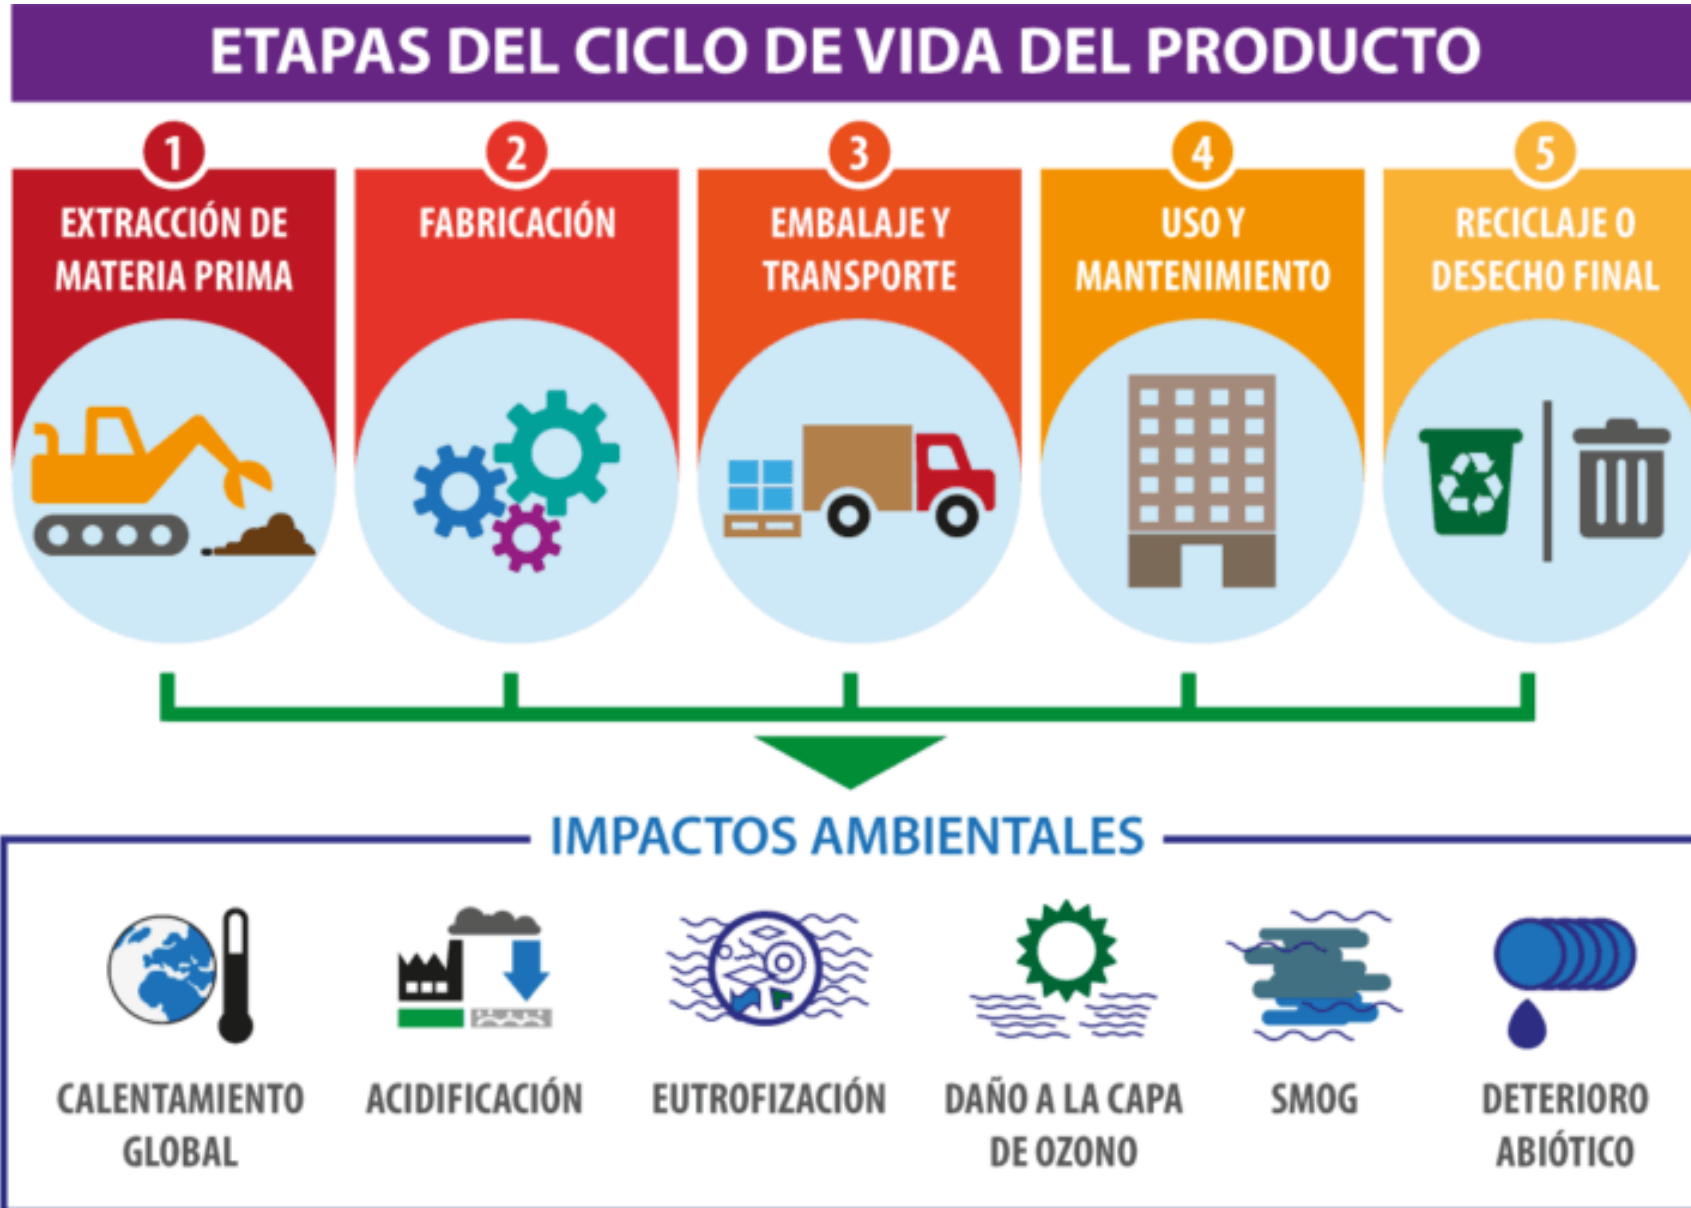 ETAPAS DEL CICLO DE VIDA DEL PRODUCTO
1
EXTRACCIÓN DE
MATERIA PRIMA
2
FABRICACIÓN
3
EMBALAJE Y
TRANSPORTE
4
USO Y
MANTENIMIENTO
5
RECICLAJE O
DESECHO FINAL
IMPACTOS AMBIENTALES
CALENTAMIENTO
GLOBAL
ACIDIFICACIÓN
EUTROFIZACIÓN
DAÑO A LA CAPA
DE OZONO
SMOG
DETERIORO
ABIÓTICO